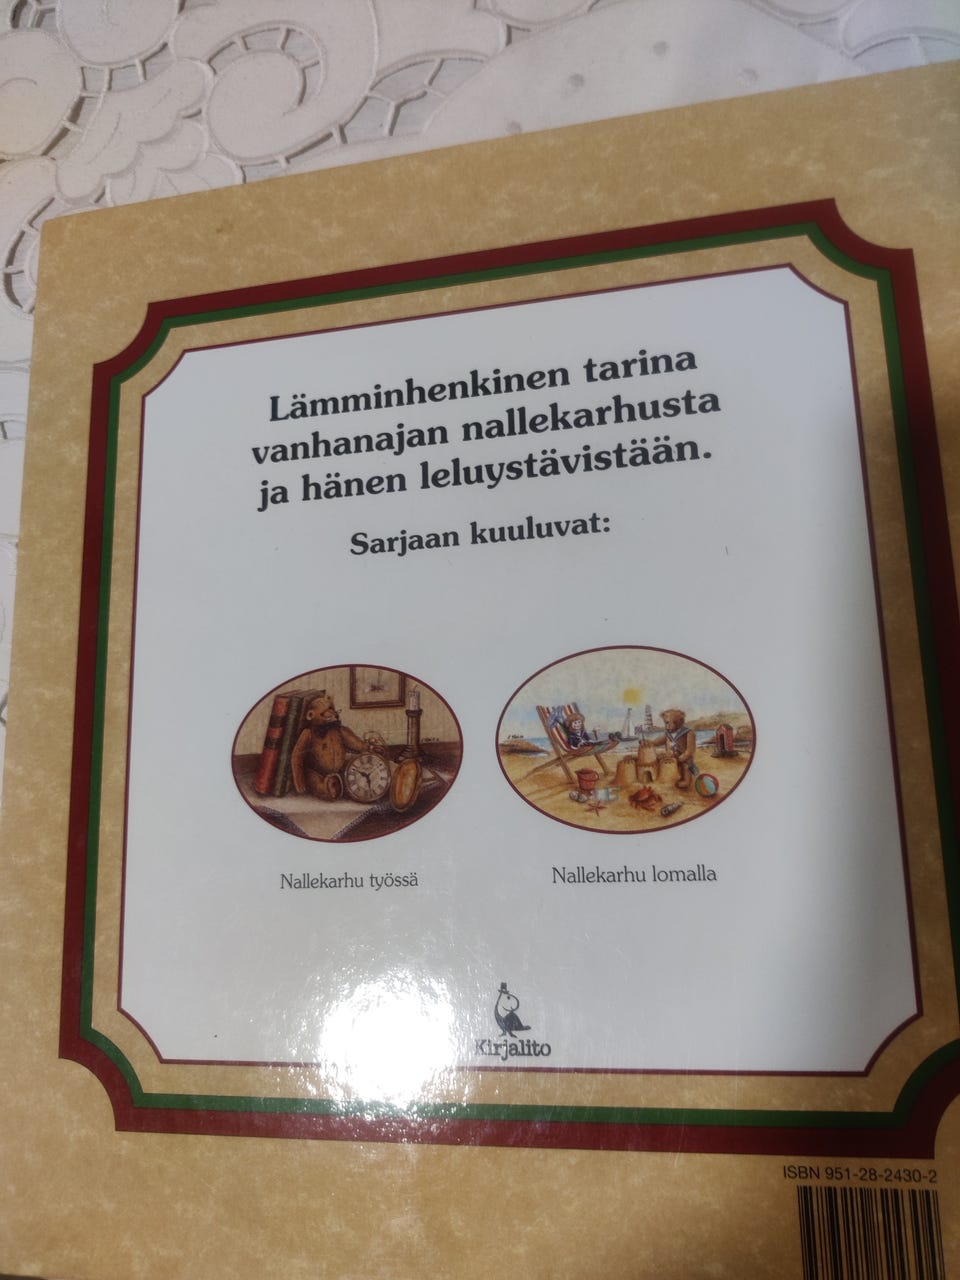 Lämminhenkinen tarina
vanhanajan nallekarhusta
ja hänen leluystävistään.
Sarjaan kuuluvat:
Nallekarhu työssä
Nallekarhu lomalla
Kirjalito
ISBN 951-28-2430-2